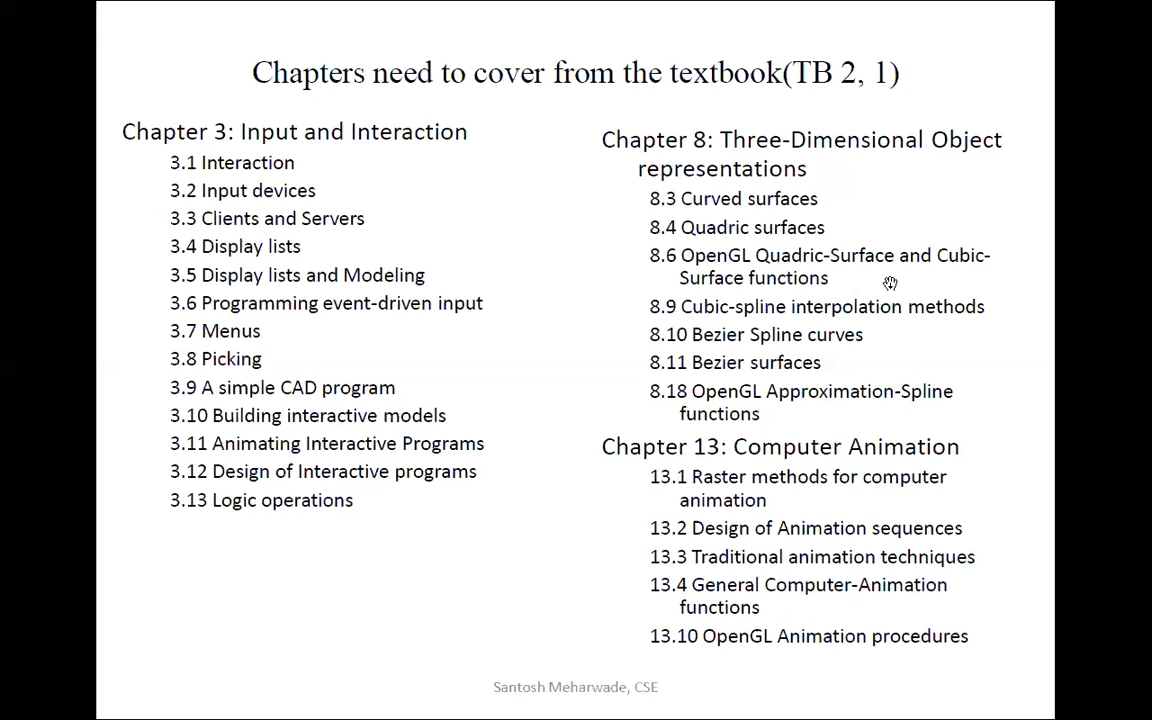 Chapters need to cover from the textbook(TB 2, 1)
Chapter 3: Input and Interaction
3.1 Interaction
3.2 Input devices
3.3 Clients and Servers
3.4 Display lists
3.5 Display lists and Modeling
3.6 Programming event-driven input
3.7 Menus
3.8 Picking
3.9 A simple CAD program
3.10 Building interactive models
3.11 Animating Interactive Programs
3.12 Design of Interactive programs
3.13 Logic operations
Chapter 8: Three-Dimensional Object
representations
8.3 Curved surfaces
8.4 Quadric surfaces
8.6 OpenGL Quadric-Surface and Cubic-
Surface functions
8.9 Cubic-spline interpolation methods
8.10 Bezier Spline curves
8.11 Bezier surfaces
8.18 OpenGL Approximation-Spline
functions
Chapter 13: Computer Animation
13.1 Raster methods for computer
animation
13.2 Design of Animation sequences
13.3 Traditional animation techniques
13.4 General Computer-Animation
functions
13.10 OpenGL Animation procedures
Santosh Meharwade, CSE